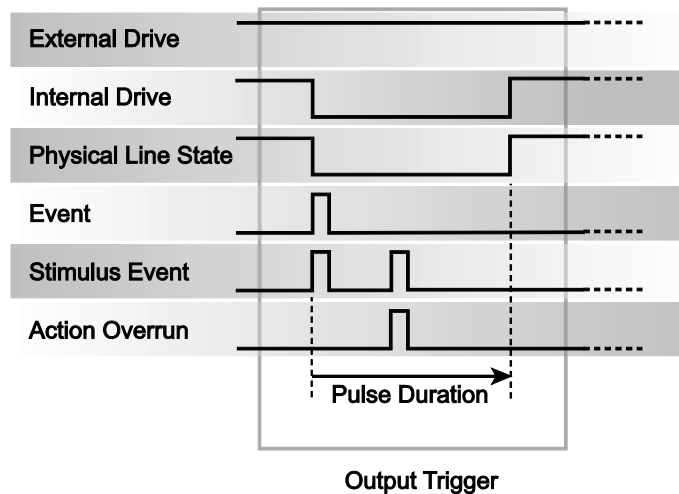 External Drive
Internal Drive
Physical Line State
Event
Stimulus Event
Action Overrun
Pulse Duration
Output Trigger